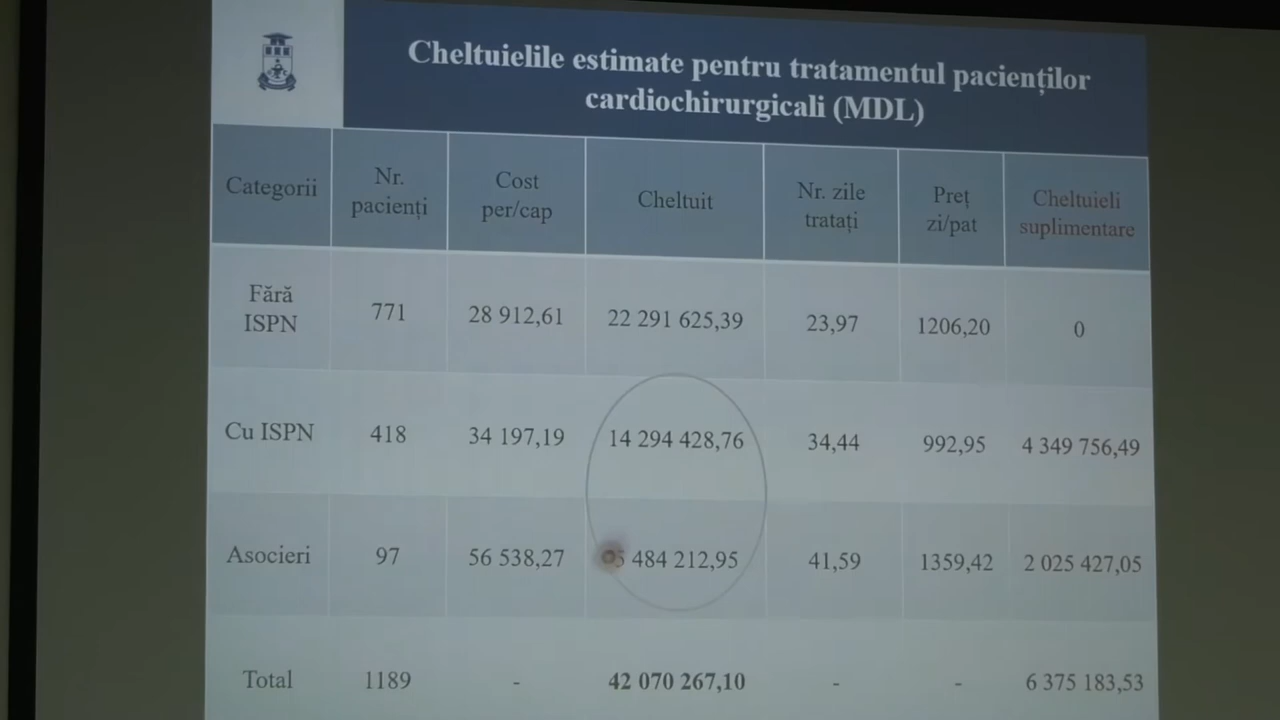 Cheltuielile estimate pentru tratamentul pacienților
cardiochirurgicali (MDL)
Categorii
Nr.
pacienți
Cost
per/cap
Cheltuit
Nr. zile
tratați
Preț
zi/pat
Cheltuieli
suplimentare
Fără
ISPN
771
28 912,61
22 291 625,39
23,97
1206,20
0
Cu ISPN
418
34 197,19
14 294 428,76
34,44
992,95
4 349 756,49
Asocieri
97
56 538,27
484 212,95
41,59
1359,42
2 025 427,05
Total
1189
-
42 070 267,10
-
-
6 375 183,53